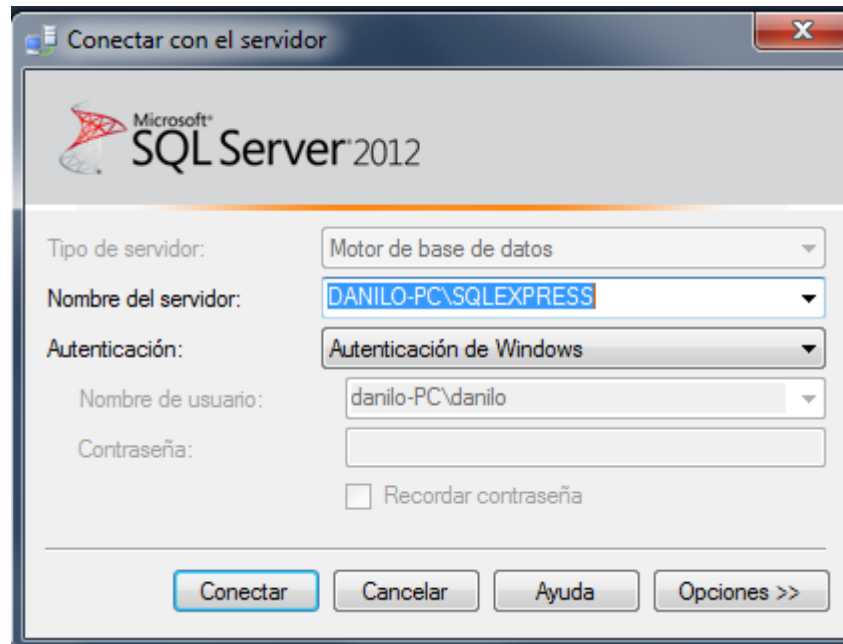 Conectar con el servidor
Microsoft®
SQL Server® 2012
Tipo de servidor: Motor de base de datos
Nombre del servidor: DANILO-PC\SQLEXPRESS
Autenticación: Autenticación de Windows
Nombre de usuario: danilo-PC\danilo
Contraseña:
Recordar contraseña
Conectar Cancelar Ayuda Opciones >>